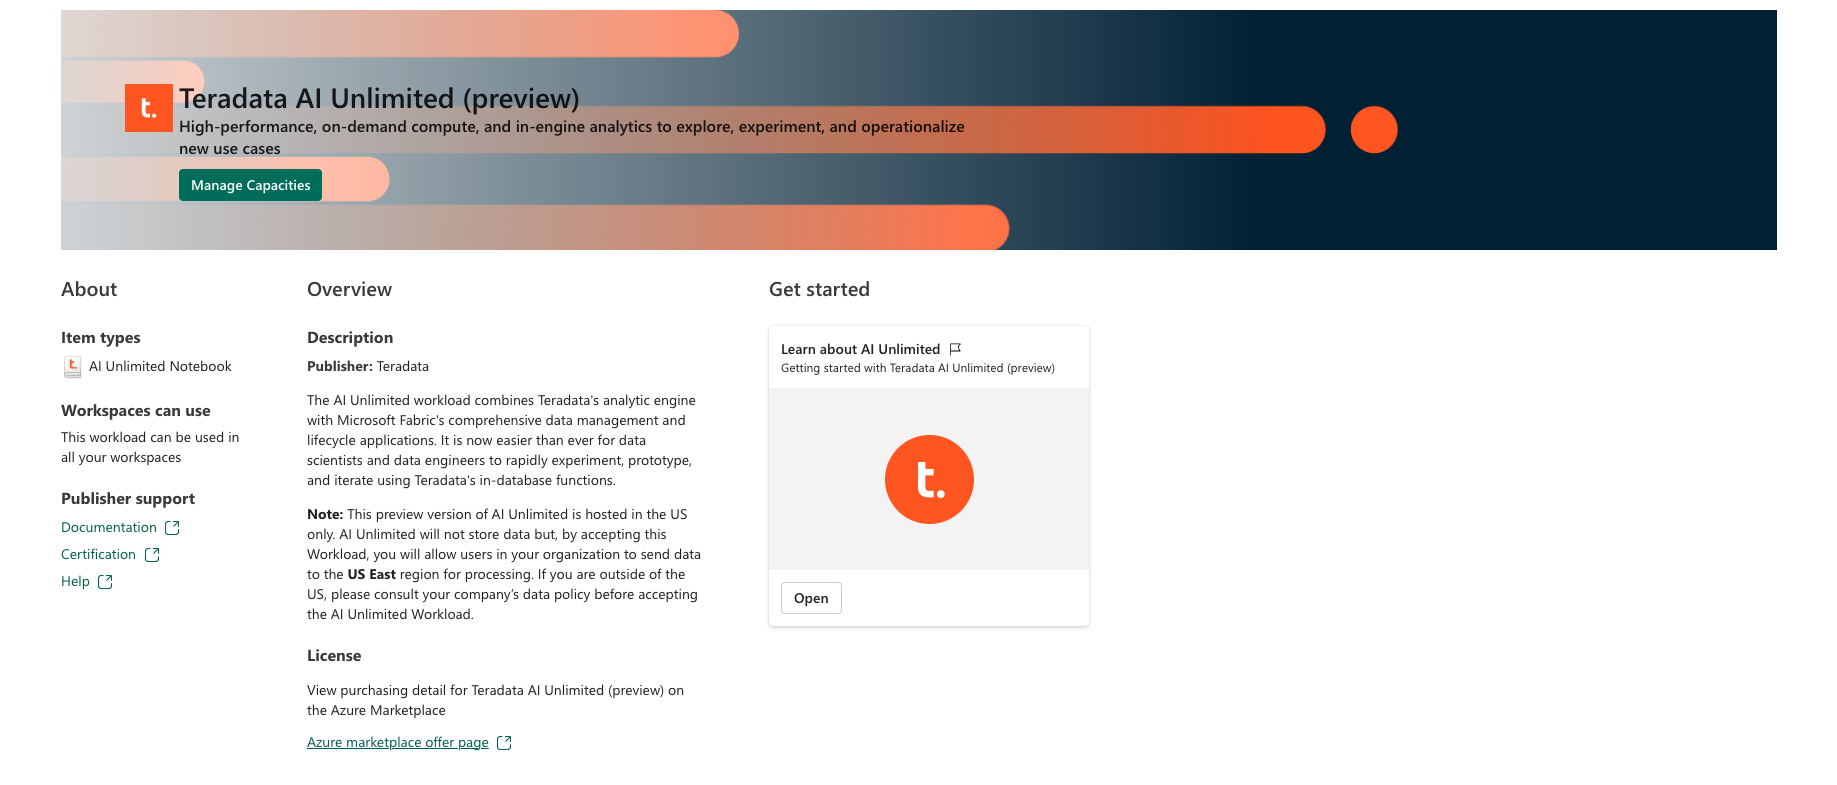 t.
Teradata AI Unlimited (preview)
High-performance, on-demand compute, and in-engine analytics to explore, experiment, and operationalize
new use cases
Manage Capacities
About
Item types
t.
AI Unlimited Notebook
Workspaces can use
This workload can be used in
all your workspaces
Publisher support
Documentation
Certification
Help
Overview
Description
Publisher: Teradata
The AI Unlimited workload combines Teradata's analytic engine
with Microsoft Fabric's comprehensive data management and
lifecycle applications. It is now easier than ever for data
scientists and data engineers to rapidly experiment, prototype,
and iterate using Teradata's in-database functions.
Note: This preview version of AI Unlimited is hosted in the US
only. AI Unlimited will not store data but, by accepting this
Workload, you will allow users in your organization to send data
to the US East region for processing. If you are outside of the
US, please consult your company’s data policy before accepting
the AI Unlimited Workload.
License
View purchasing detail for Teradata AI Unlimited (preview) on
the Azure Marketplace
Azure marketplace offer page
Get started
Learn about AI Unlimited
Getting started with Teradata AI Unlimited (preview)
t.
Open